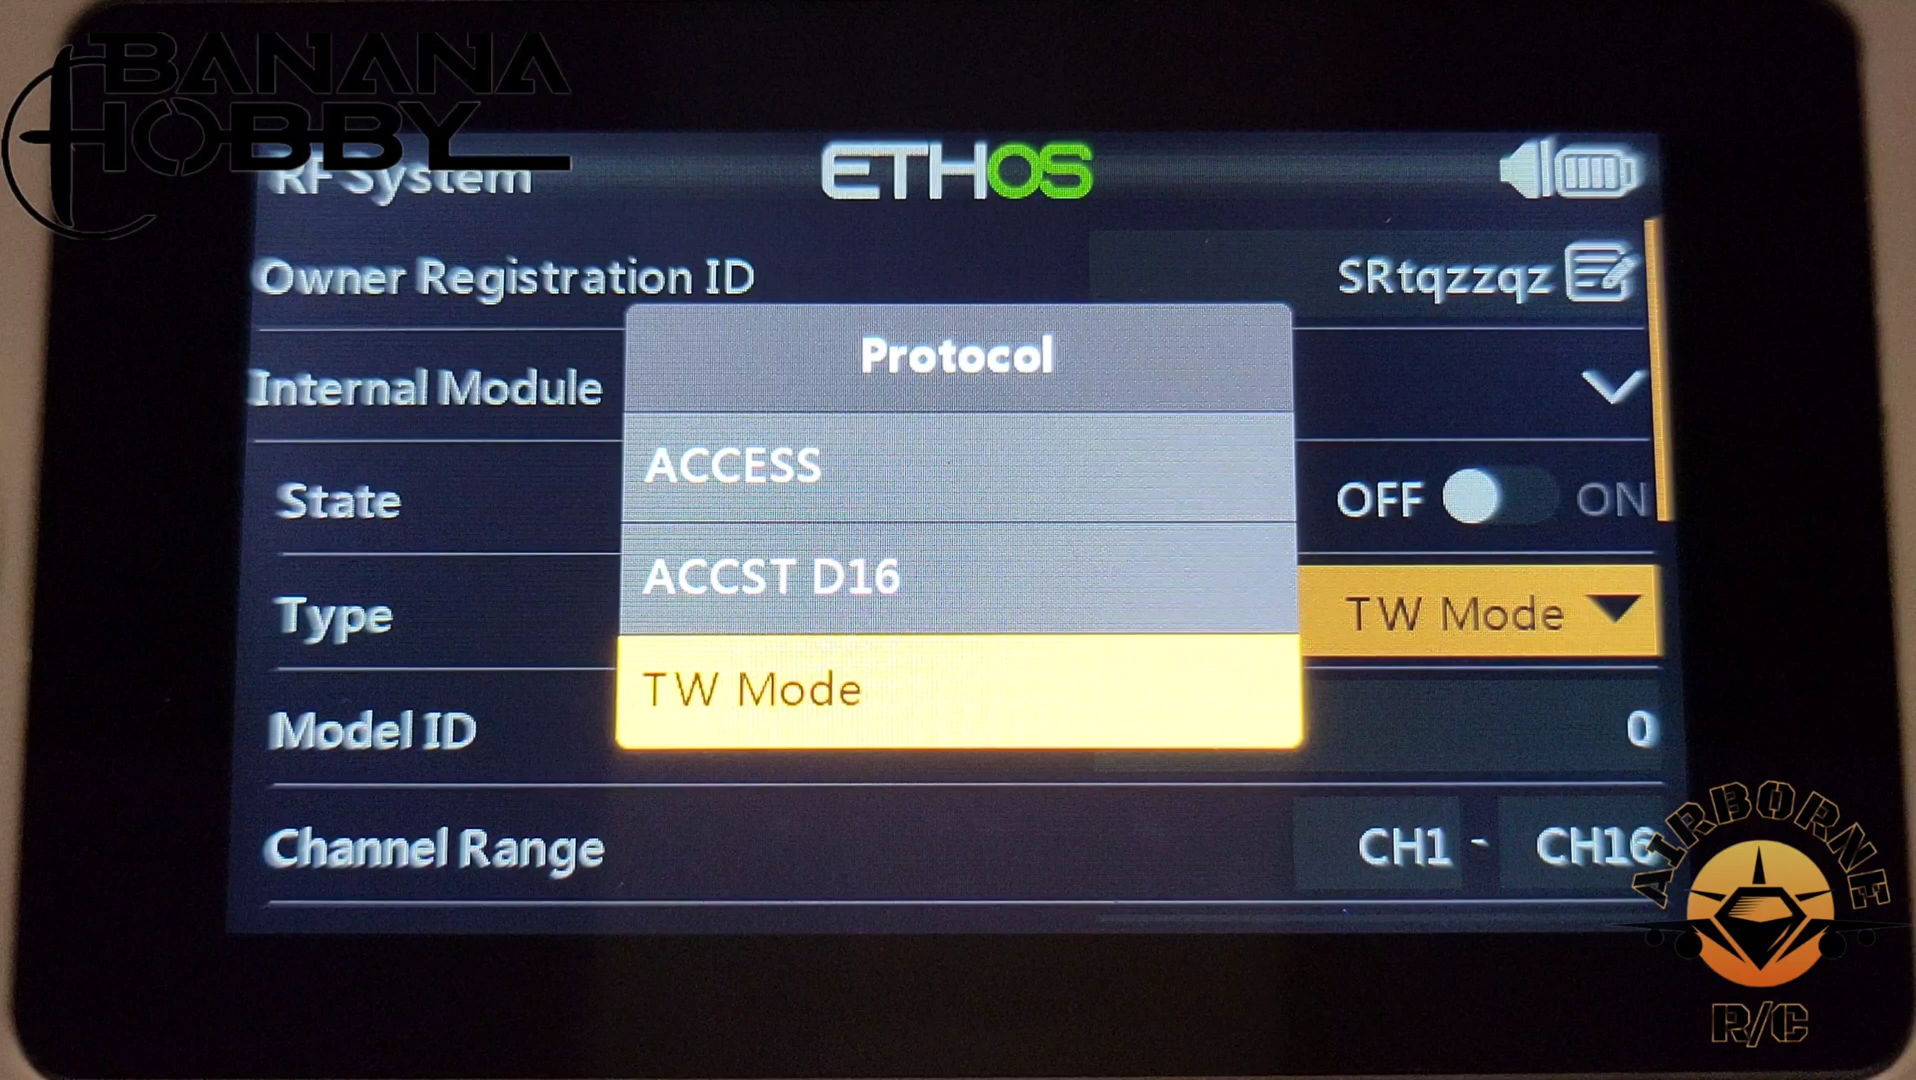 BANANA
HOBBY
RF System
ETHOS
Owner Registration ID
SRtqzzqz
Internal Module
Protocol
ACCESS
ACCST D16
TW Mode
State
OFF ON
Type
TW Mode
Model ID
0
Channel Range
CH1 - CH16
AIRBORNE
R/C